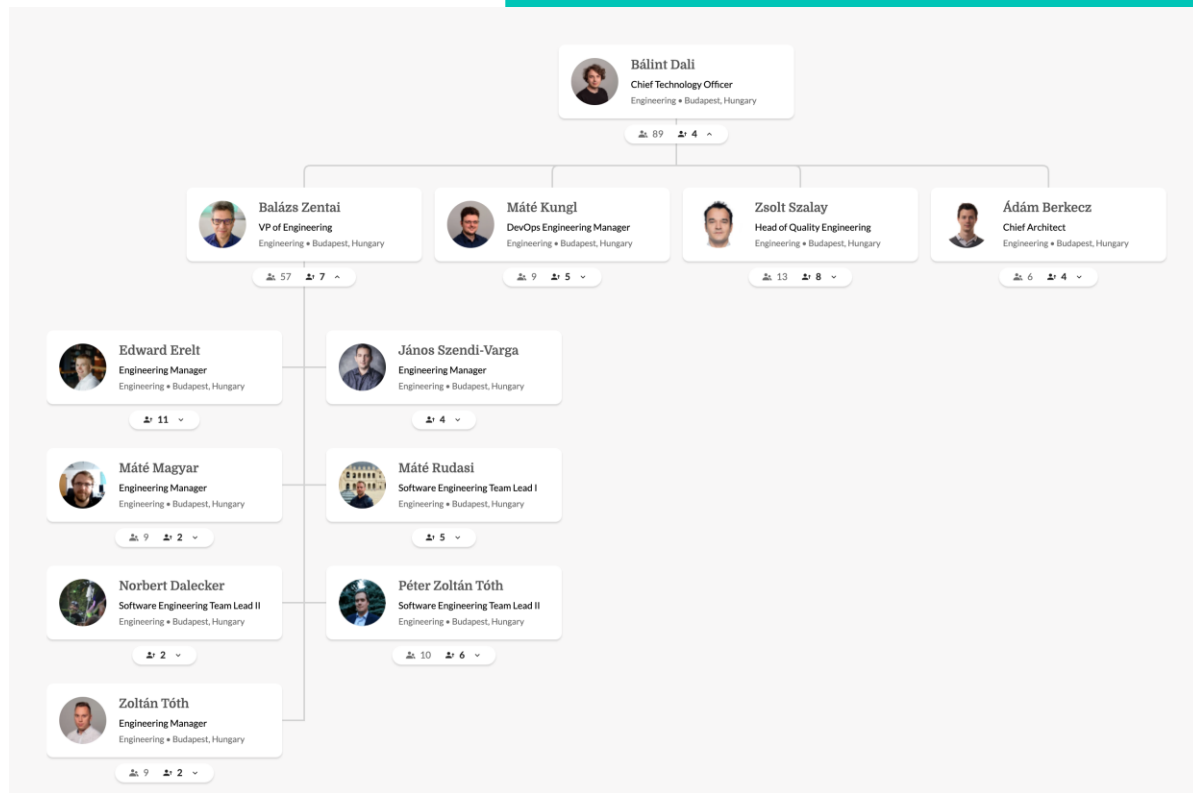 Bálint Dali
Chief Technology Officer
Engineering • Budapest, Hungary
89 4
Balázs Zentai
VP of Engineering
Engineering • Budapest, Hungary
57 7
Máté Kungl
DevOps Engineering Manager
Engineering • Budapest, Hungary
9 5
Zsolt Szalay
Head of Quality Engineering
Engineering • Budapest, Hungary
13 8
Ádám Berkecz
Chief Architect
Engineering • Budapest, Hungary
6 4
Edward Erelt
Engineering Manager
Engineering • Budapest, Hungary
11
János Szendi-Varga
Engineering Manager
Engineering • Budapest, Hungary
4
Máté Magyar
Engineering Manager
Engineering • Budapest, Hungary
9 2
Máté Rudasi
Software Engineering Team Lead I
Engineering • Budapest, Hungary
5
Norbert Dalecker
Software Engineering Team Lead II
Engineering • Budapest, Hungary
2
Péter Zoltán Tóth
Software Engineering Team Lead II
Engineering • Budapest, Hungary
10 6
Zoltán Tóth
Engineering Manager
Engineering • Budapest, Hungary
9 2